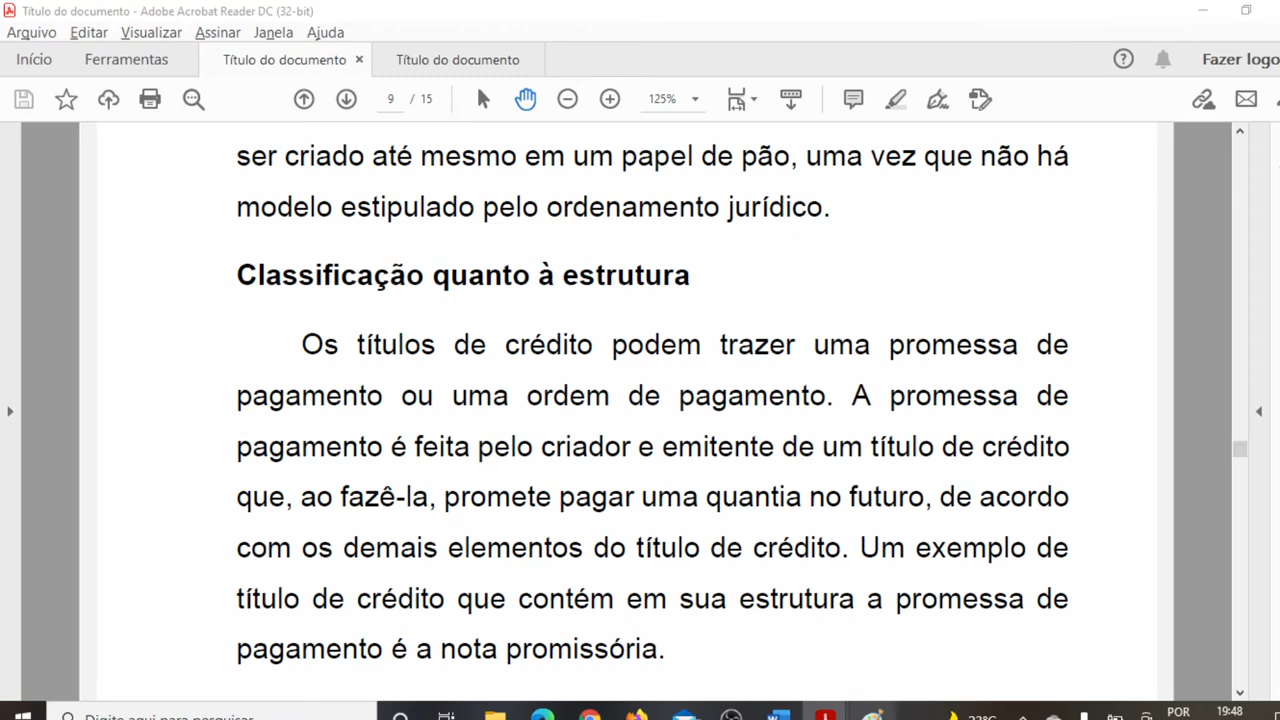 Título do documento - Adobe Acrobat Reader DC (32-bit)
Arquivo Editar Visualizar Assinar Janela Ajuda
Início Ferramentas Título do documento × Título do documento Fazer logo
9 / 15 125%
ser criado até mesmo em um papel de pão, uma vez que não há
modelo estipulado pelo ordenamento jurídico.
Classificação quanto à estrutura
Os títulos de crédito podem trazer uma promessa de
pagamento ou uma ordem de pagamento. A promessa de
pagamento é feita pelo criador e emitente de um título de crédito
que, ao fazê-la, promete pagar uma quantia no futuro, de acordo
com os demais elementos do título de crédito. Um exemplo de
título de crédito que contém em sua estrutura a promessa de
pagamento é a nota promissória.
Digite aqui para pesquisar POR 19:48